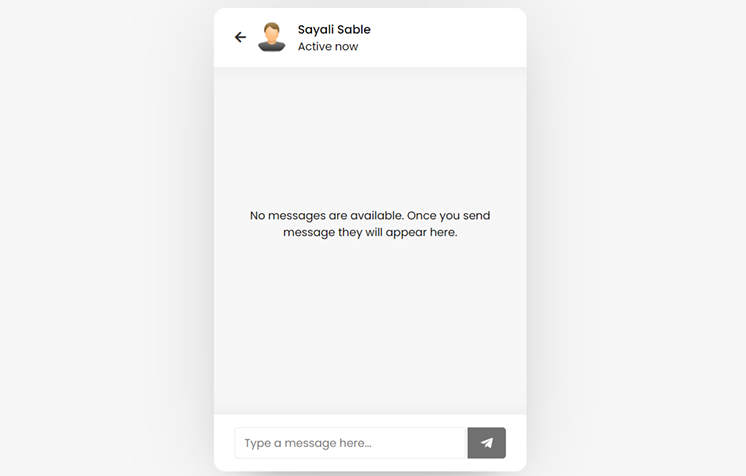 Sayali Sable
Active now
No messages are available. Once you send
message they will appear here.
Type a message here...